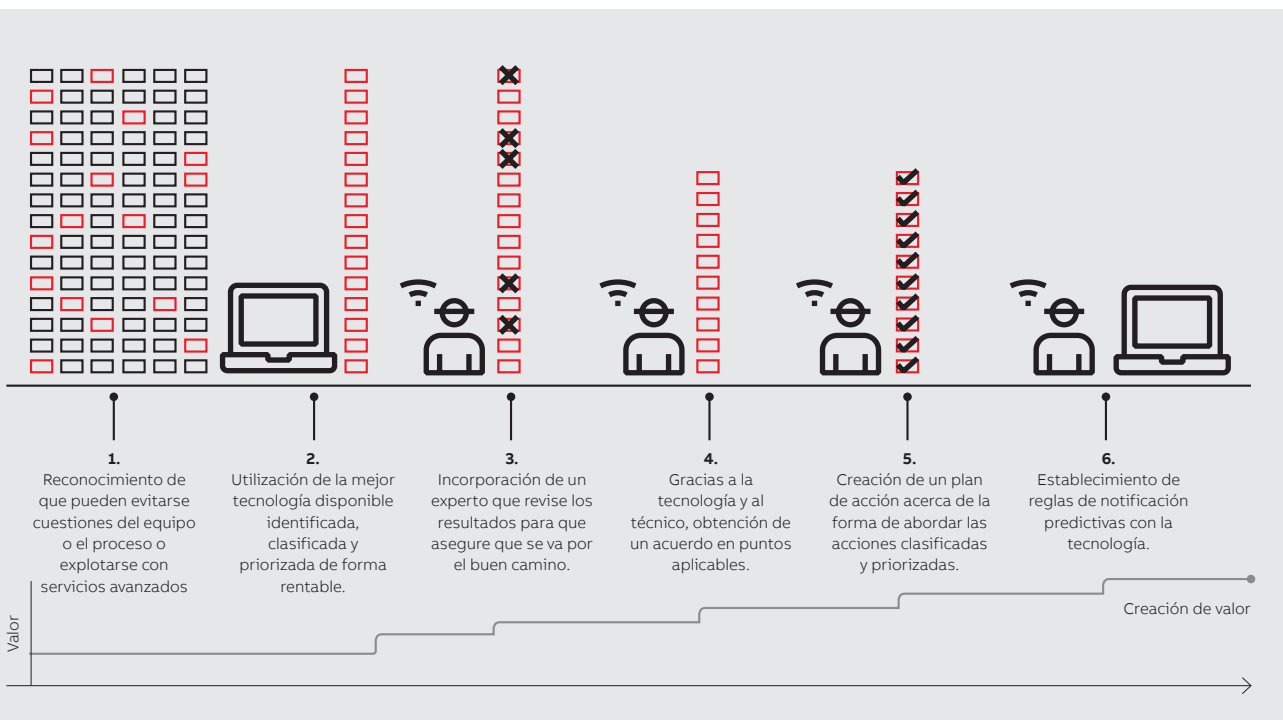 1.
Reconocimiento de
que pueden evitarse
cuestiones del equipo
o el proceso o
explotarse con
servicios avanzados
2.
Utilización de la mejor
tecnología disponible
identificada,
clasificada y
priorizada de forma
rentable.
3.
Incorporación de un
experto que revise los
resultados para que
asegure que se va por
el buen camino.
4.
Gracias a la
tecnología y al
técnico, obtención de
un acuerdo en puntos
aplicables.
5.
Creación de un plan
de acción acerca de la
forma de abordar las
acciones clasificadas
y priorizadas.
6.
Establecimiento de
reglas de notificación
predictivas con la
tecnología.
Valor
Creación de valor